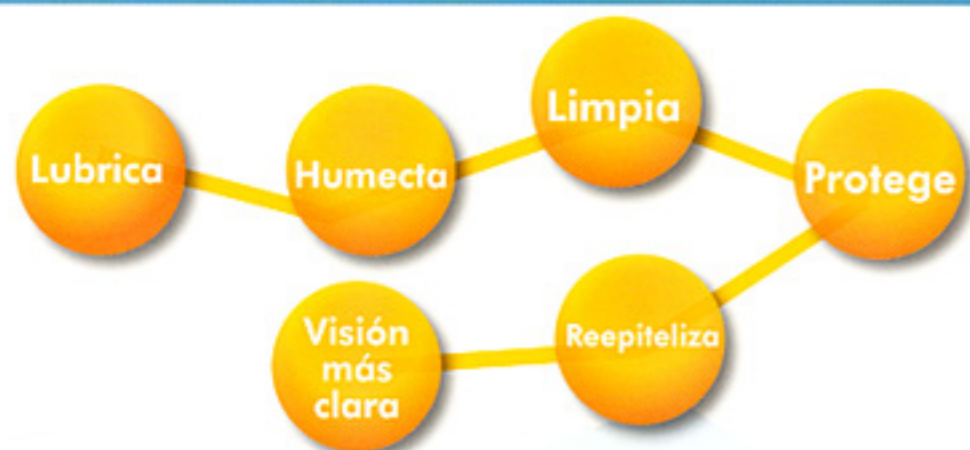 Lubrica
Humecta
Limpia
Protege
Reepiteliza
Visión
más
clara